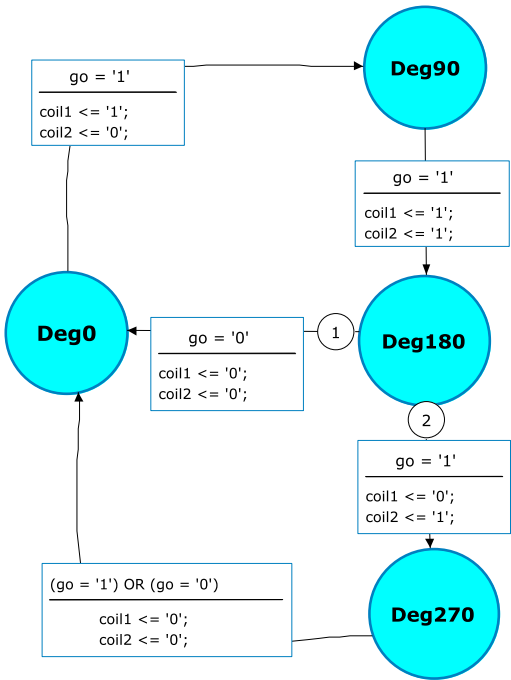 Deg90
go = '1'
coil1 <= '1';
coil2 <= '0';
go = '1'
coil1 <= '1';
coil2 <= '1';
Deg0
go = '0'
coil1 <= '0';
coil2 <= '0';
1
Deg180
2
go = '1'
coil1 <= '0';
coil2 <= '1';
(go = '1') OR (go = '0')
coil1 <= '0';
coil2 <= '0';
Deg270